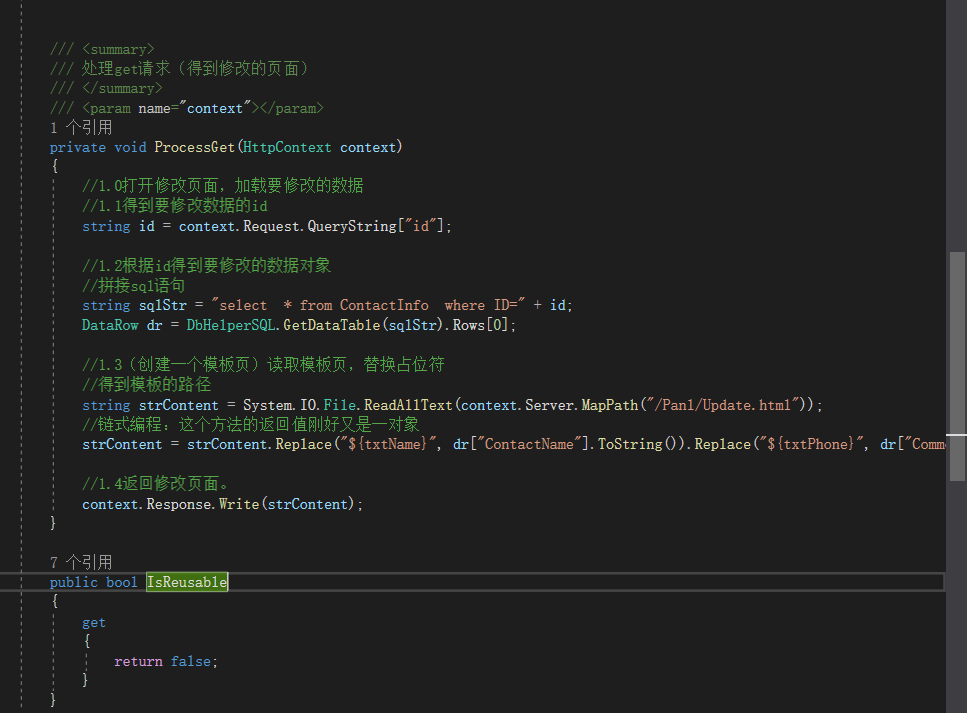 /// <summary>
/// 处理get请求（得到修改的页面）
/// </summary>
/// <param name="context"></param>
1 个引用
private void ProcessGet(HttpContext context)
{
//1.0打开修改页面，加载要修改的数据
//1.1得到要修改数据的id
string id = context.Request.QueryString["id"];
//1.2根据id得到要修改的数据对象
//拼接sql语句
string sqlStr = "select  * from ContactInfo  where ID=" + id;
DataRow dr = DbHelperSQL.GetDataTable(sqlStr).Rows[0];
//1.3（创建一个模板页）读取模板页，替换占位符
//得到模板的路径
string strContent = System.IO.File.ReadAllText(context.Server.MapPath("/Pan1/Update.html"));
//链式编程：这个方法的返回值刚好又是一对象
strContent = strContent.Replace("${txtName}", dr["ContactName"].ToString()).Replace("${txtPhone}", dr["Comm
//1.4返回修改页面。
context.Response.Write(strContent);
}
7 个引用
public bool IsReusable
{
get
{
return false;
}
}